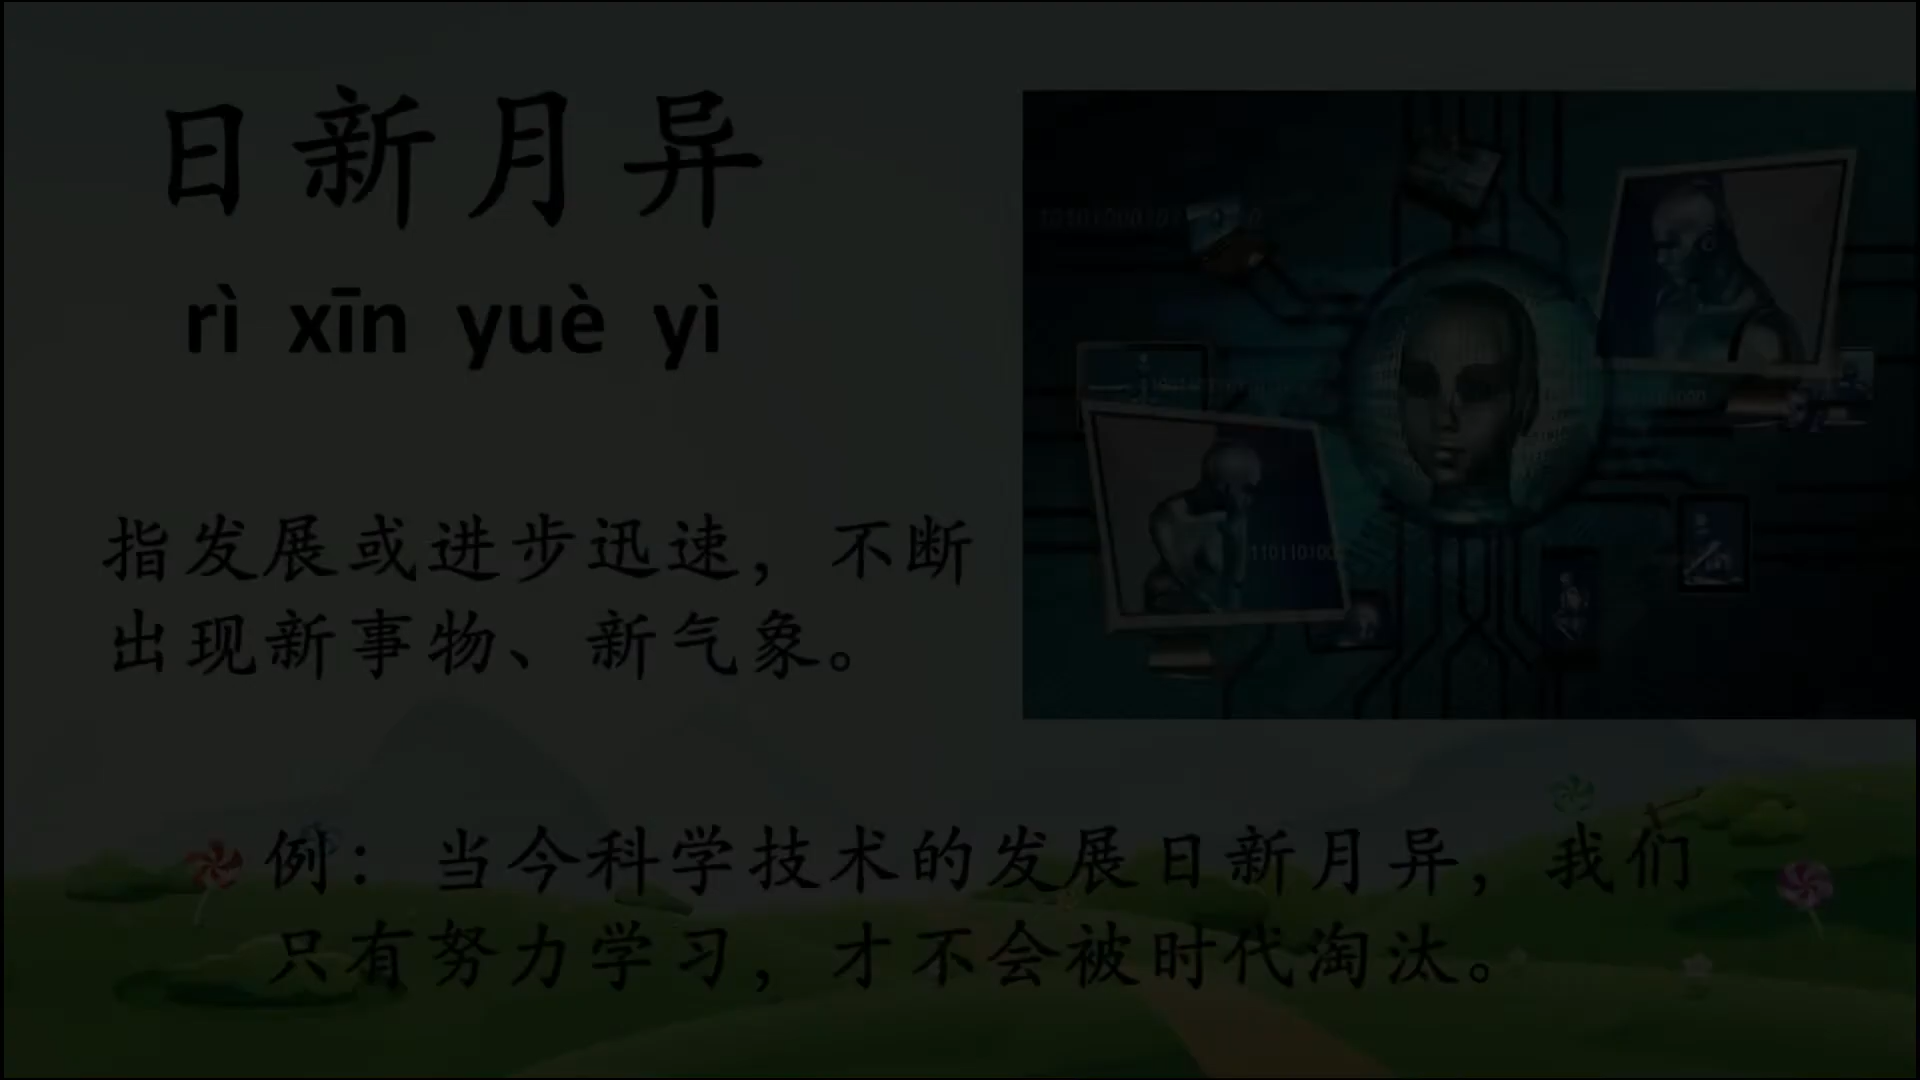 日新月异
rì xīn yuè yì
指发展或进步迅速，不断
出现新事物、新气象。
例：当今科学技术的发展日新月异，我们
只有努力学习，才不会被时代淘汰。